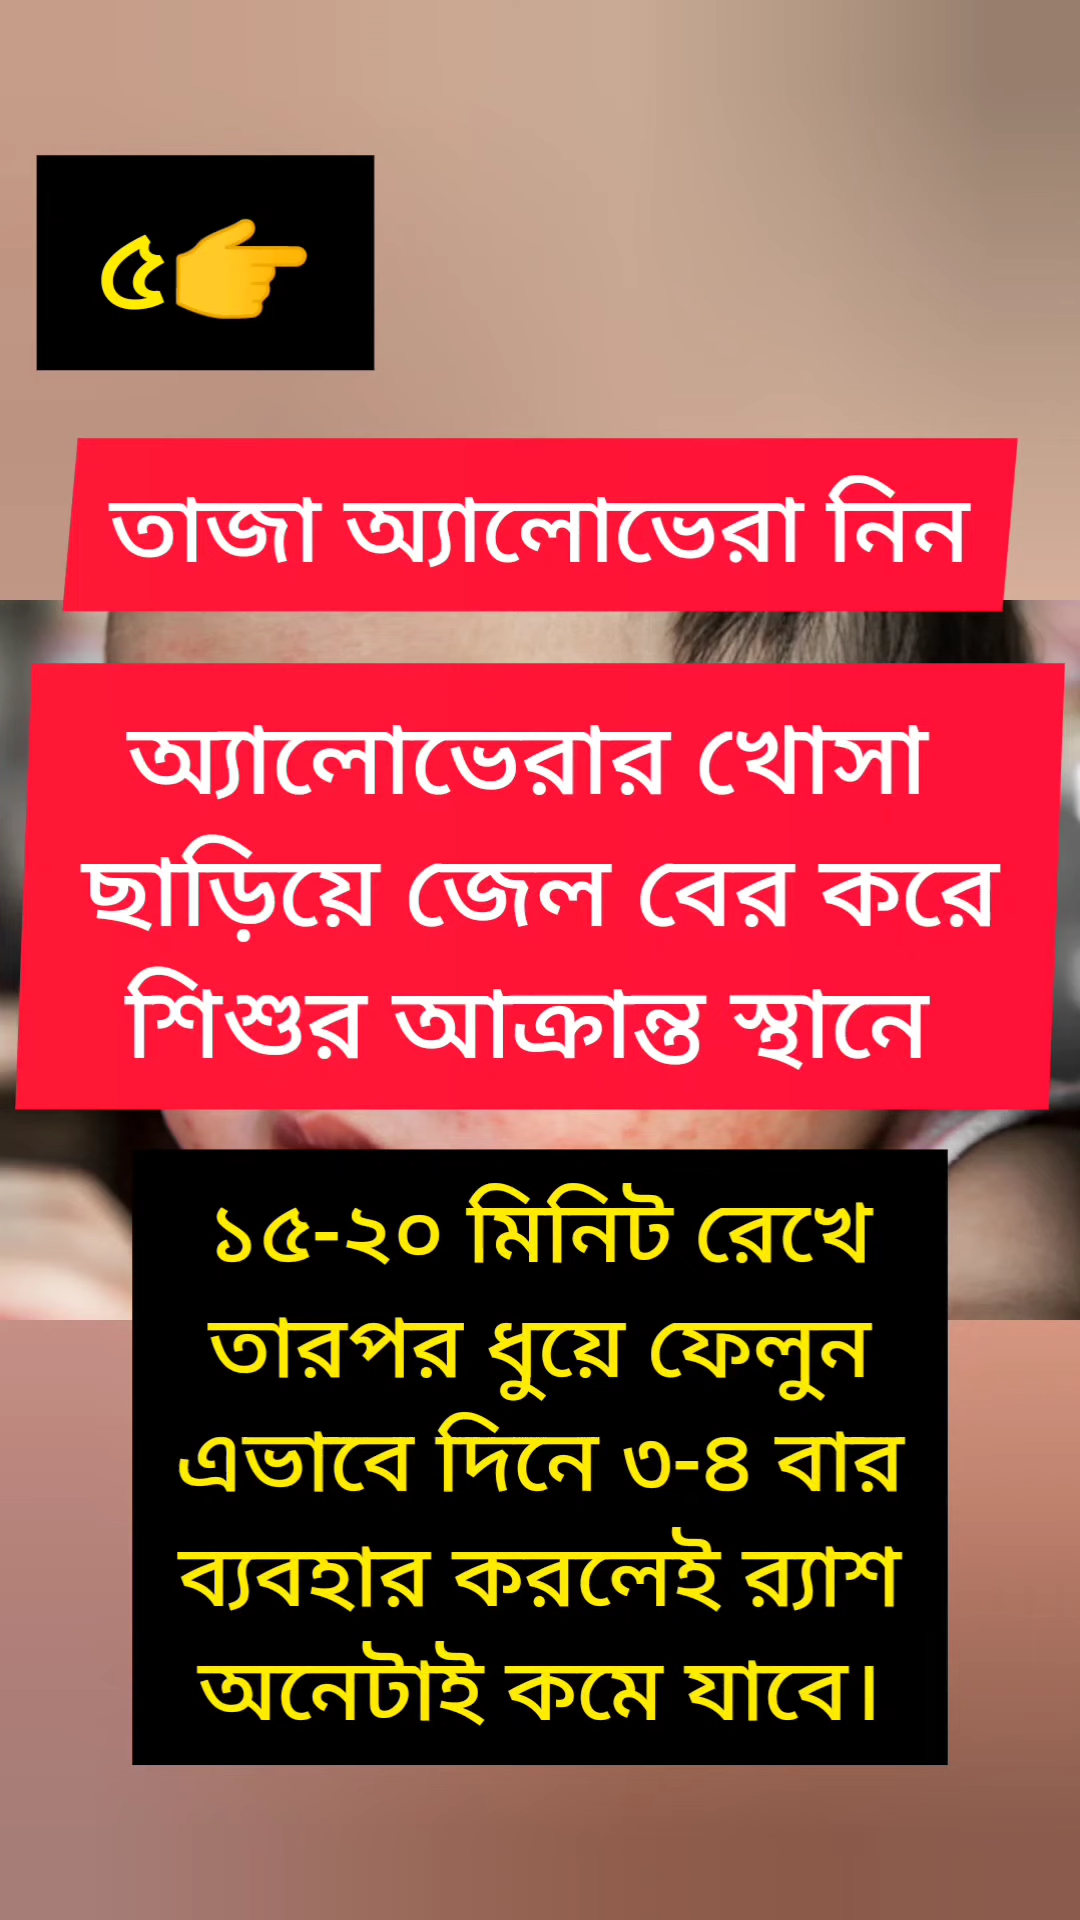 ৫👉
তাজা অ্যালোভেরা নিন
অ্যালোভেরার খোসা
ছাড়িয়ে জেল বের করে
শিশুর আক্রান্ত স্থানে
১৫-২০ মিনিট রেখে
তারপর ধুয়ে ফেলুন
এভাবে দিনে ৩-৪ বার
ব্যবহার করলেই র‍্যাশ
অনেটাই কমে যাবে।